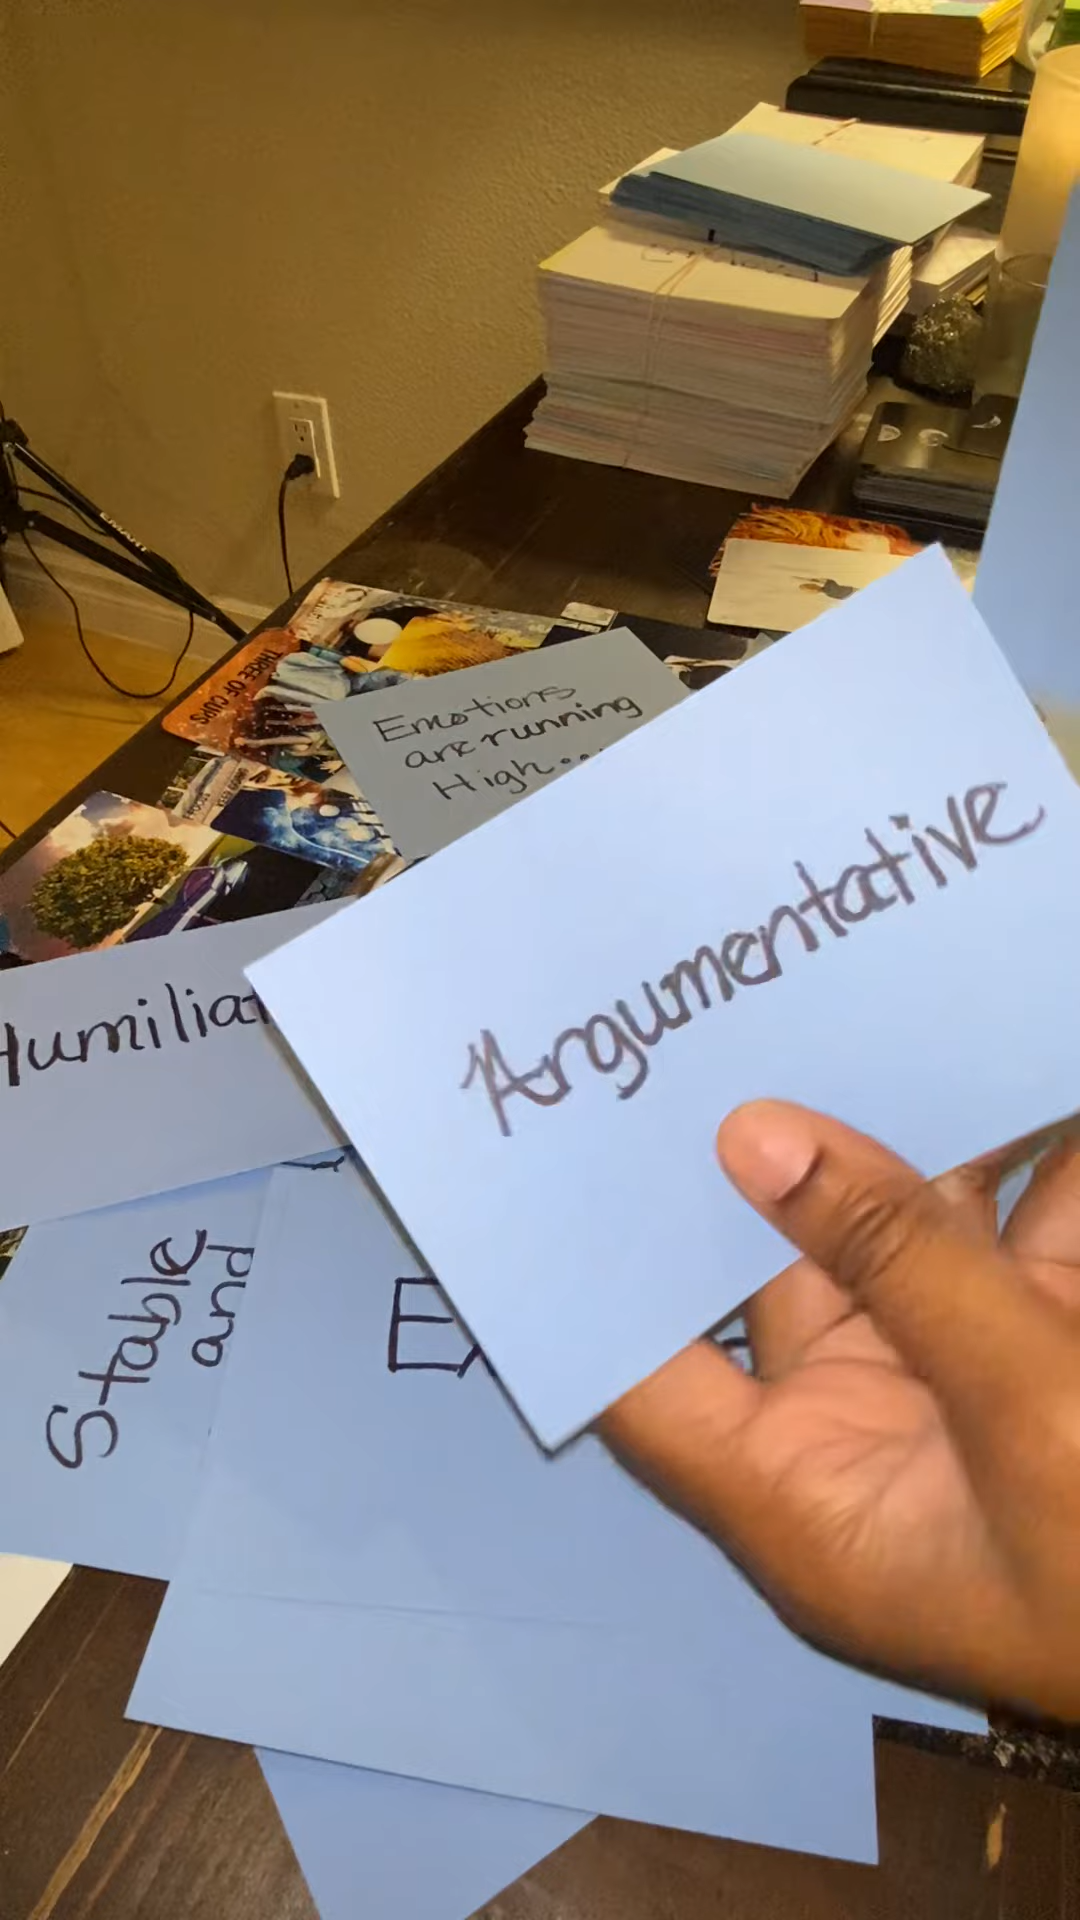 THREE OF CUPS
Emotions
are running
High...
Argumentative
Humiliat
Stable
and